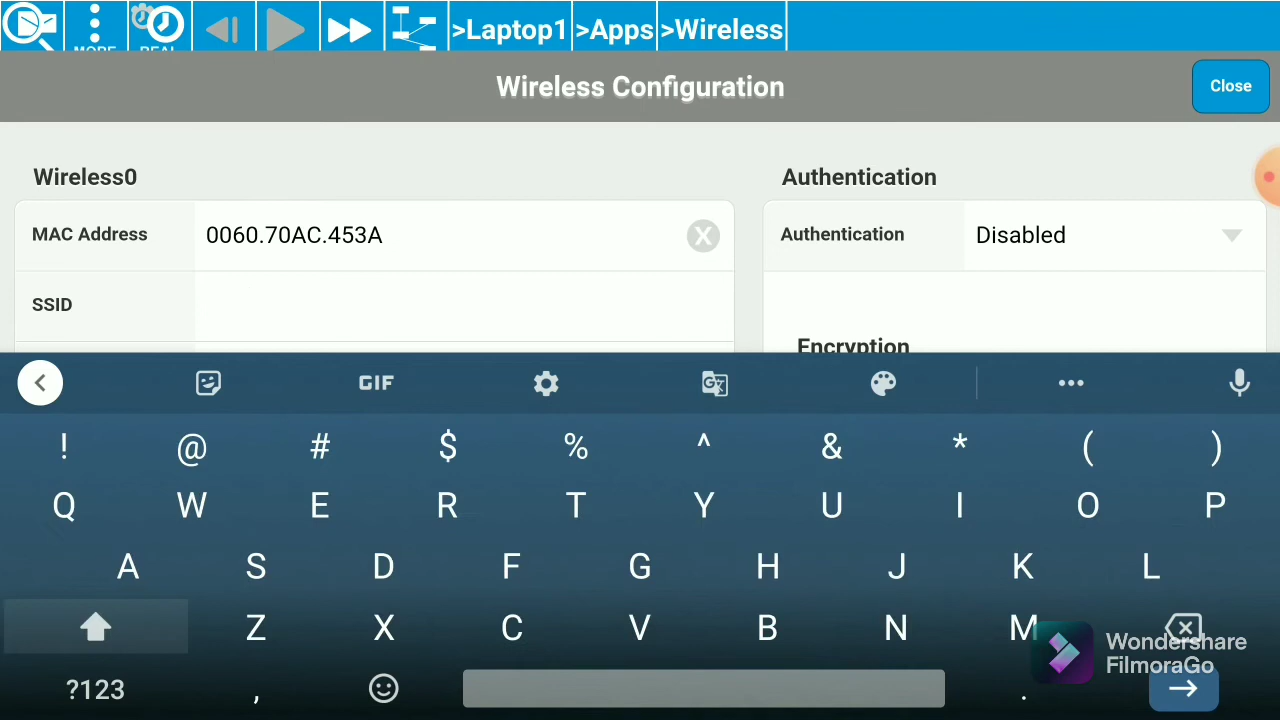 MORE
REAL
>Laptop1 >Apps >Wireless
Wireless Configuration
Close
Wireless0
Authentication
MAC Address 0060.70AC.453A X
Authentication Disabled
SSID
Encryption
GIF
! @ # $ % ^ & * ( )
Q W E R T Y U I O P
A S D F G H J K L
Z X C V B N M
Wondershare
FilmoraGo
?123 , .